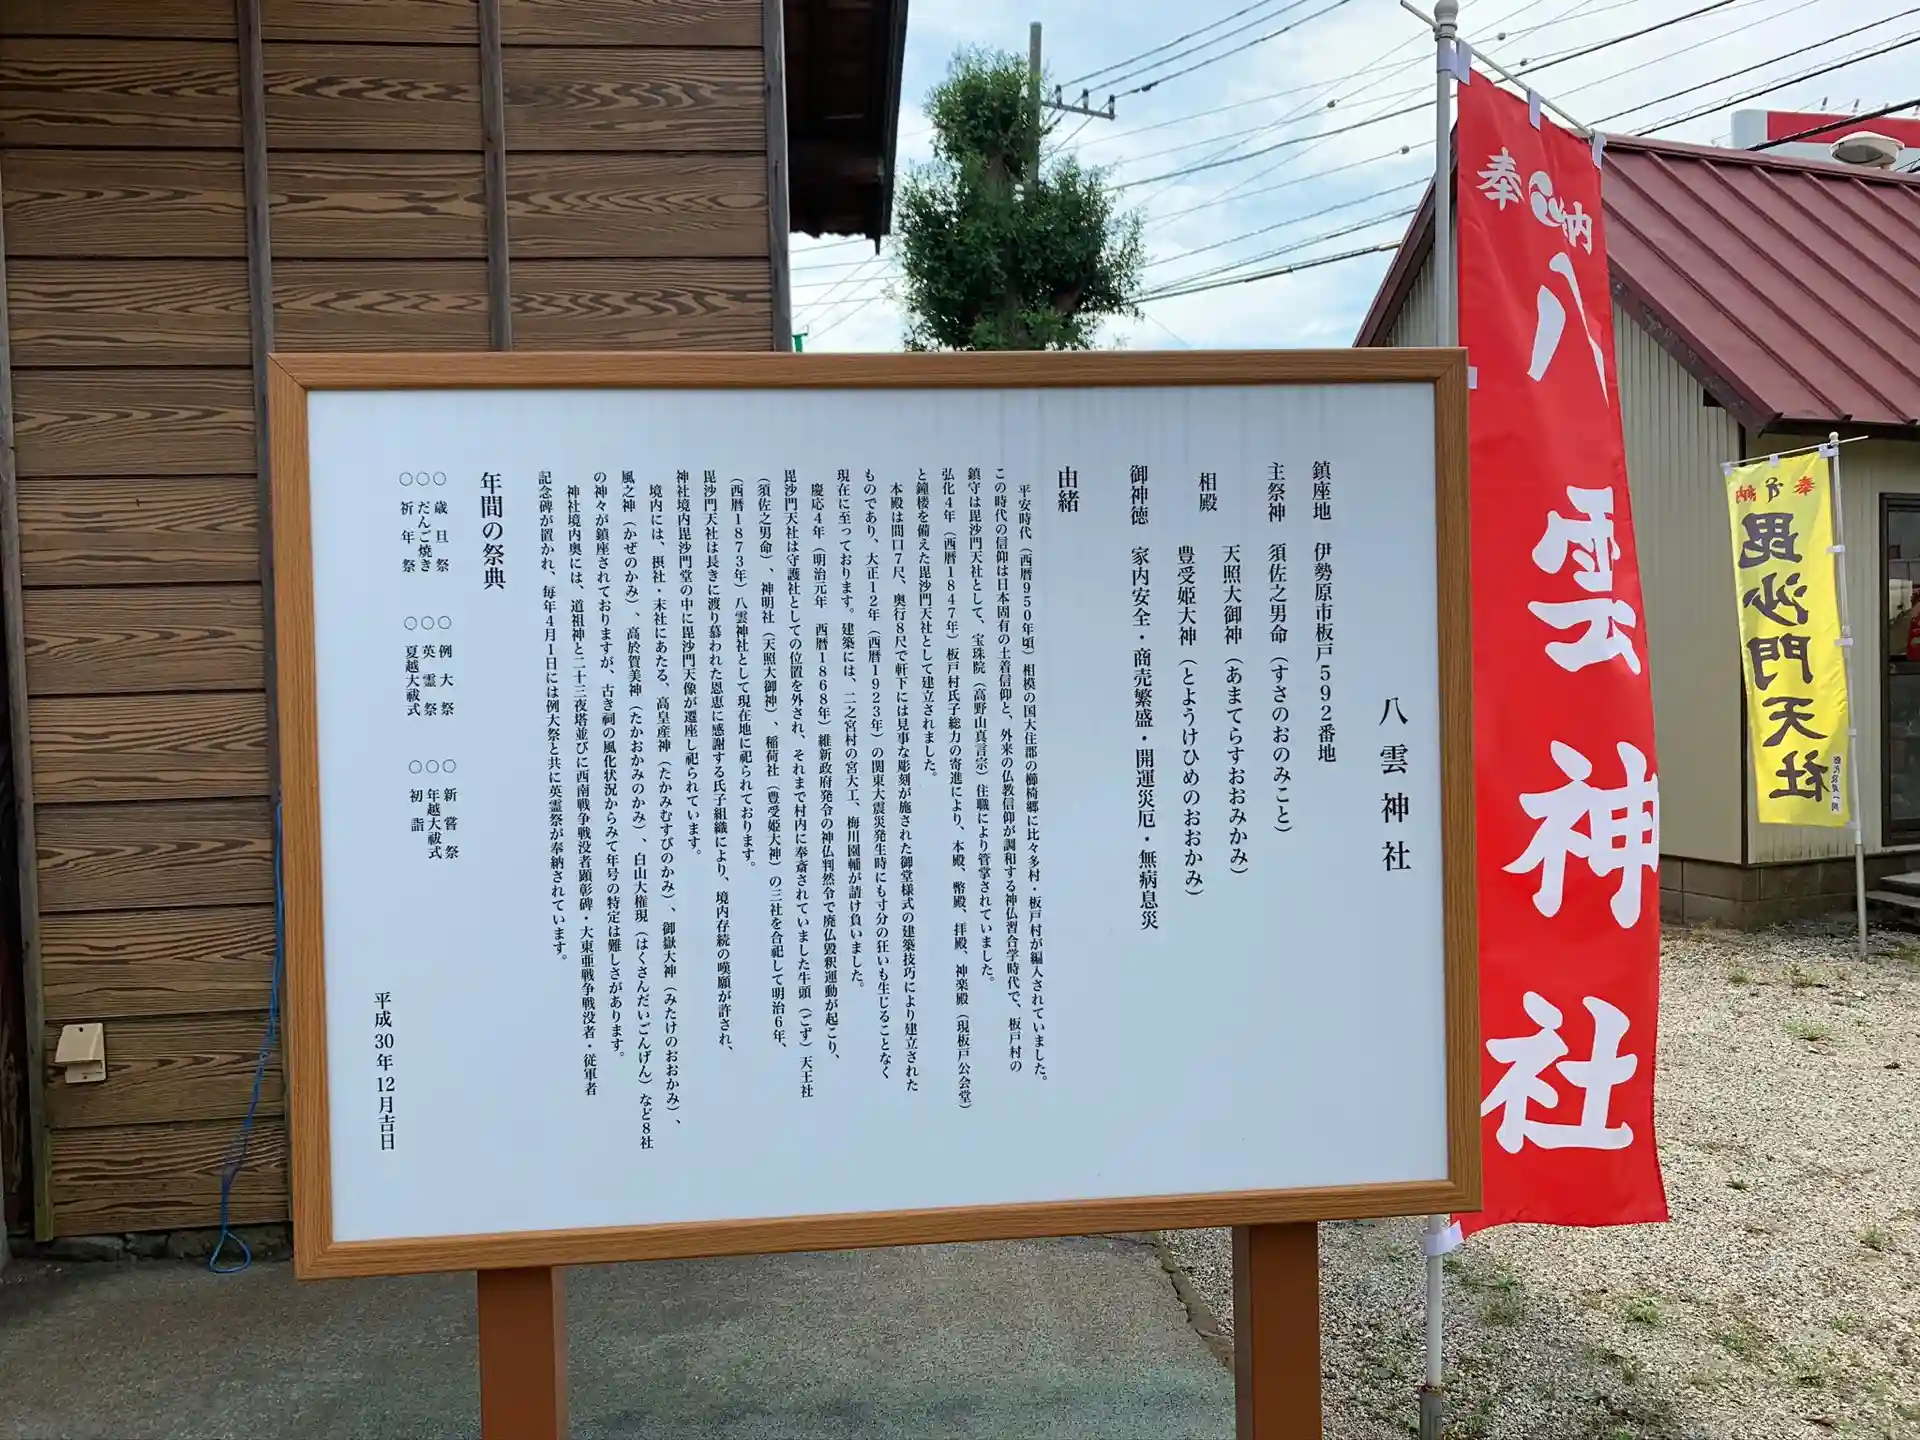 八雲神社
鎮座地 伊勢原市板戸592番地
主祭神 須佐之男命(すさのおのみこと)
相殿 天照大御神(あまてらすおおみかみ)
豊受姫大神(とようけひめのおおかみ)
御神徳 家内安全・商売繁盛・開運災厄・無病息災
由緒
平安時代(西暦950年頃)相模の国大住郡の櫛椅郷に比々多村・板戸村が編入されていました。
この時代の信仰は日本固有の土着信仰と、外来の仏教信仰が調和する神仏習合学時代で、板戸村の
鎮守は毘沙門天社として、宝珠院(高野山真言宗)住職により管掌されていました。
弘化4年(西暦1847年)板戸村氏子総力の寄進により、本殿、幣殿、拝殿、神楽殿(現板戸公会堂)
と鐘楼を備えた毘沙門天社として建立されました。
本殿は間口7尺、奥行8尺で軒下には見事な彫刻が施された御堂様式の建築技巧により建立された
ものであり、大正12年(西暦1923年)の関東大震災発生時にも寸分の狂いも生じることなく
現在に至っております。建築には、二之宮村の宮大工、梅川圓輔が請け負いました。
慶応4年(明治元年 西暦1868年)維新政府発令の神仏判然令で廃仏毀釈運動が起こり、
毘沙門天社は守護社としての位置を外され、それまで村内に奉斎されていました牛頭(ごず)天王社
(須佐之男命)、神明社(天照大御神)、稲荷社(豊受姫大神)の三社を合祀して明治6年、
(西暦1873年)八雲神社として現在地に祀られております。
毘沙門天社は長きに渡り慕われた恩恵に感謝する氏子組織により、境内存続の嘆願が許され、
神社境内毘沙門堂の中に毘沙門天像が遷座し祀られています。
境内には、摂社・末社にあたる、高皇産神(たかみむすびのかみ)、御嶽大神(みたけのおおかみ)、
風之神(かぜのかみ)、高於賀美神(たかおかみのかみ)、白山大権現(はくさんだいごんげん)など8社
の神々が鎮座されておりますが、古き祠の風化状況からみて年号の特定は難しさがあります。
神社境内奥には、道祖神と二十三夜塔並びに西南戦争戦没者顕彰碑・大東亜戦争戦没者・従軍者
記念碑が置かれ、毎年4月1日には例大祭と共に英霊祭が奉納されています。
年間の祭典
○歳旦祭 ○例大祭 ○新嘗祭
○だんご焼き ○英霊祭 ○年越大祓式
○祈年祭 ○夏越大祓式 ○初詣
平成30年12月吉日
奉納
八雲神社
奉納
毘沙門天社